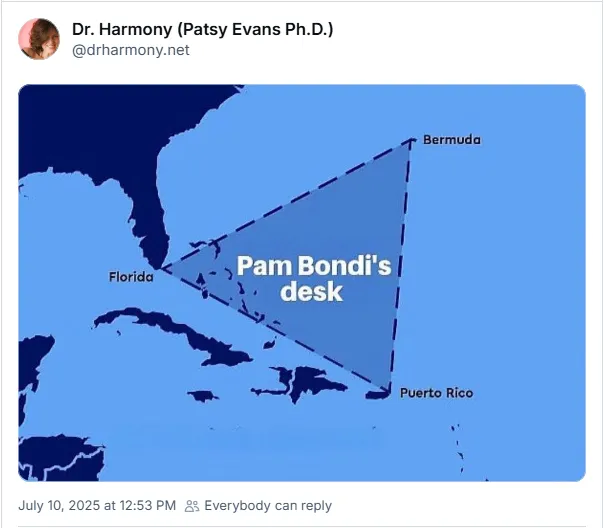 Dr. Harmony (Patsy Evans Ph.D.)
@drharmony.net
Bermuda
Pam Bondi's
desk
Florida
Puerto Rico
July 10, 2025 at 12:53 PM Everybody can reply